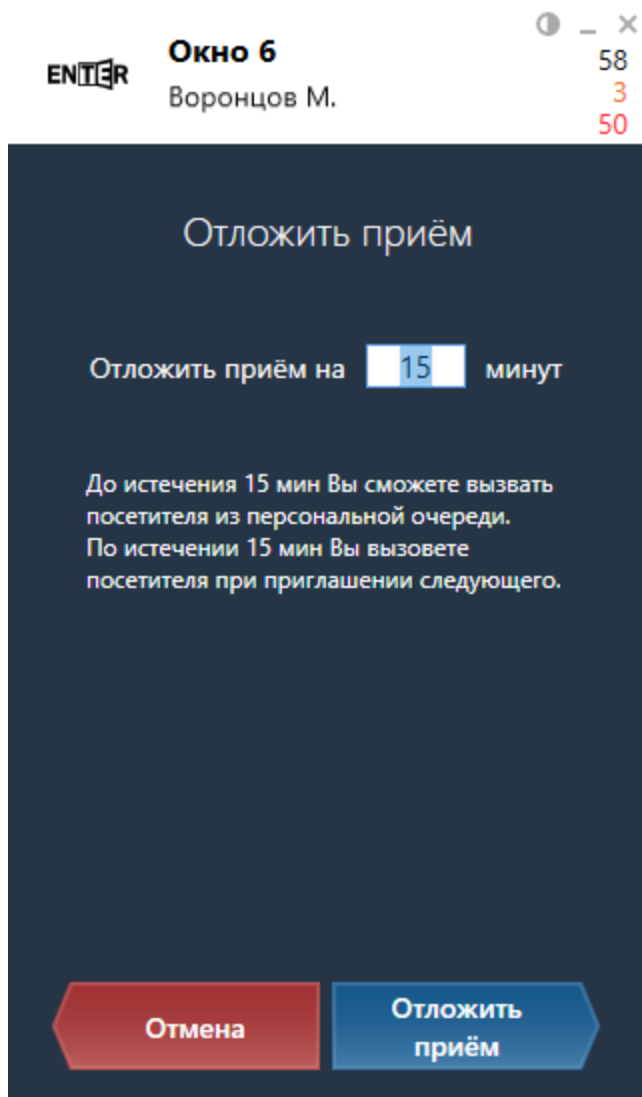 ENTER
Окно 6
Воронцов М.
58
3
50
Отложить приём
Отложить приём на 15 минут
До истечения 15 мин Вы сможете вызвать
посетителя из персональной очереди.
По истечении 15 мин Вы вызовете
посетителя при приглашении следующего.
Отмена
Отложить
приём